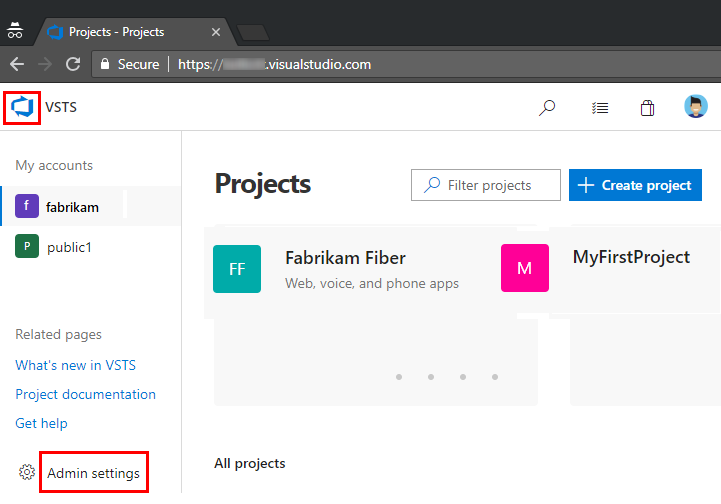 Projects - Projects
Secure
https://
.visualstudio.com
VSTS
My accounts
f
fabrikam
P
public1
Related pages
What's new in VSTS
Project documentation
Get help
Admin settings
Projects
Filter projects
Create project
FF
Fabrikam Fiber
Web, voice, and phone apps
M
MyFirstProject
All projects